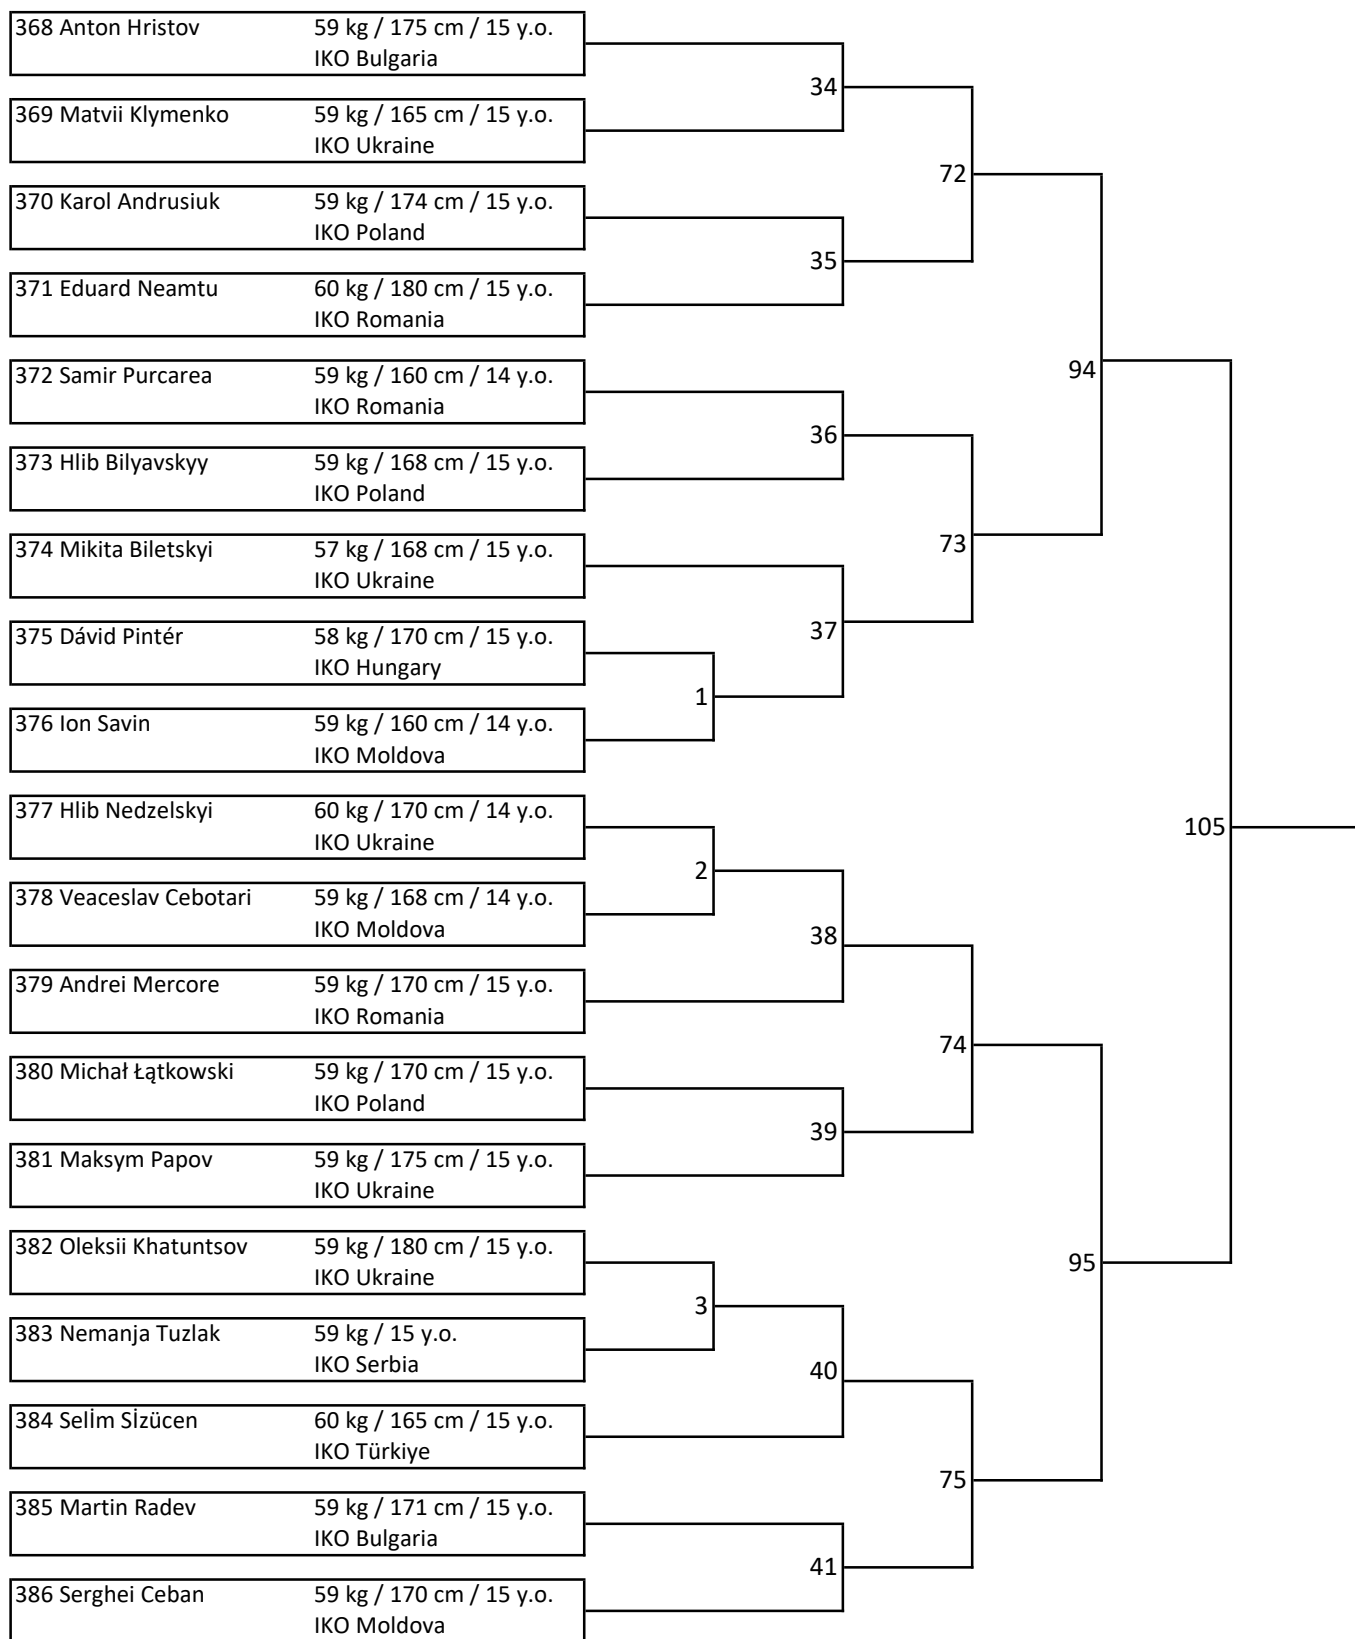 368 Anton Hristov 59 kg / 175 cm / 15 y.o.
IKO Bulgaria
34
369 Matvii Klymenko 59 kg / 165 cm / 15 y.o.
IKO Ukraine
72
370 Karol Andrusiuk 59 kg / 174 cm / 15 y.o.
IKO Poland
35
371 Eduard Neamtu 60 kg / 180 cm / 15 y.o.
IKO Romania
94
372 Samir Purcarea 59 kg / 160 cm / 14 y.o.
IKO Romania
36
373 Hlib Bilyavskyy 59 kg / 168 cm / 15 y.o.
IKO Poland
73
374 Mikita Biletskyi 57 kg / 168 cm / 15 y.o.
IKO Ukraine
37
375 Dávid Pintér 58 kg / 170 cm / 15 y.o.
IKO Hungary
1
376 Ion Savin 59 kg / 160 cm / 14 y.o.
IKO Moldova
377 Hlib Nedzelskyi 60 kg / 170 cm / 14 y.o.
IKO Ukraine
105
2
378 Veaceslav Cebotari 59 kg / 168 cm / 14 y.o.
IKO Moldova
38
379 Andrei Mercore 59 kg / 170 cm / 15 y.o.
IKO Romania
74
380 Michał Łątkowski 59 kg / 170 cm / 15 y.o.
IKO Poland
39
381 Maksym Papov 59 kg / 175 cm / 15 y.o.
IKO Ukraine
382 Oleksii Khatuntsov 59 kg / 180 cm / 15 y.o.
IKO Ukraine
95
3
383 Nemanja Tuzlak 59 kg / 15 y.o.
IKO Serbia
40
384 Selİm Sİzücen 60 kg / 165 cm / 15 y.o.
IKO Türkiye
75
385 Martin Radev 59 kg / 171 cm / 15 y.o.
IKO Bulgaria
41
386 Serghei Ceban 59 kg / 170 cm / 15 y.o.
IKO Moldova